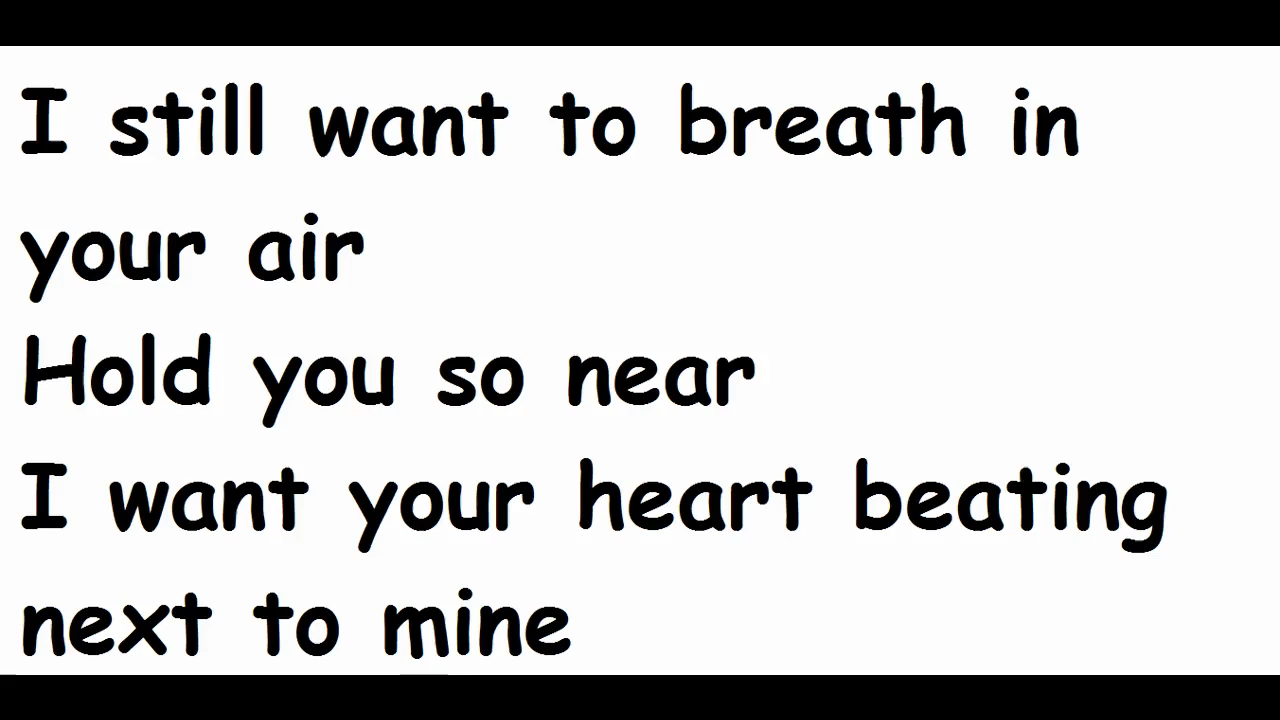 I still want to breath in
your air
Hold you so near
I want your heart beating
next to mine